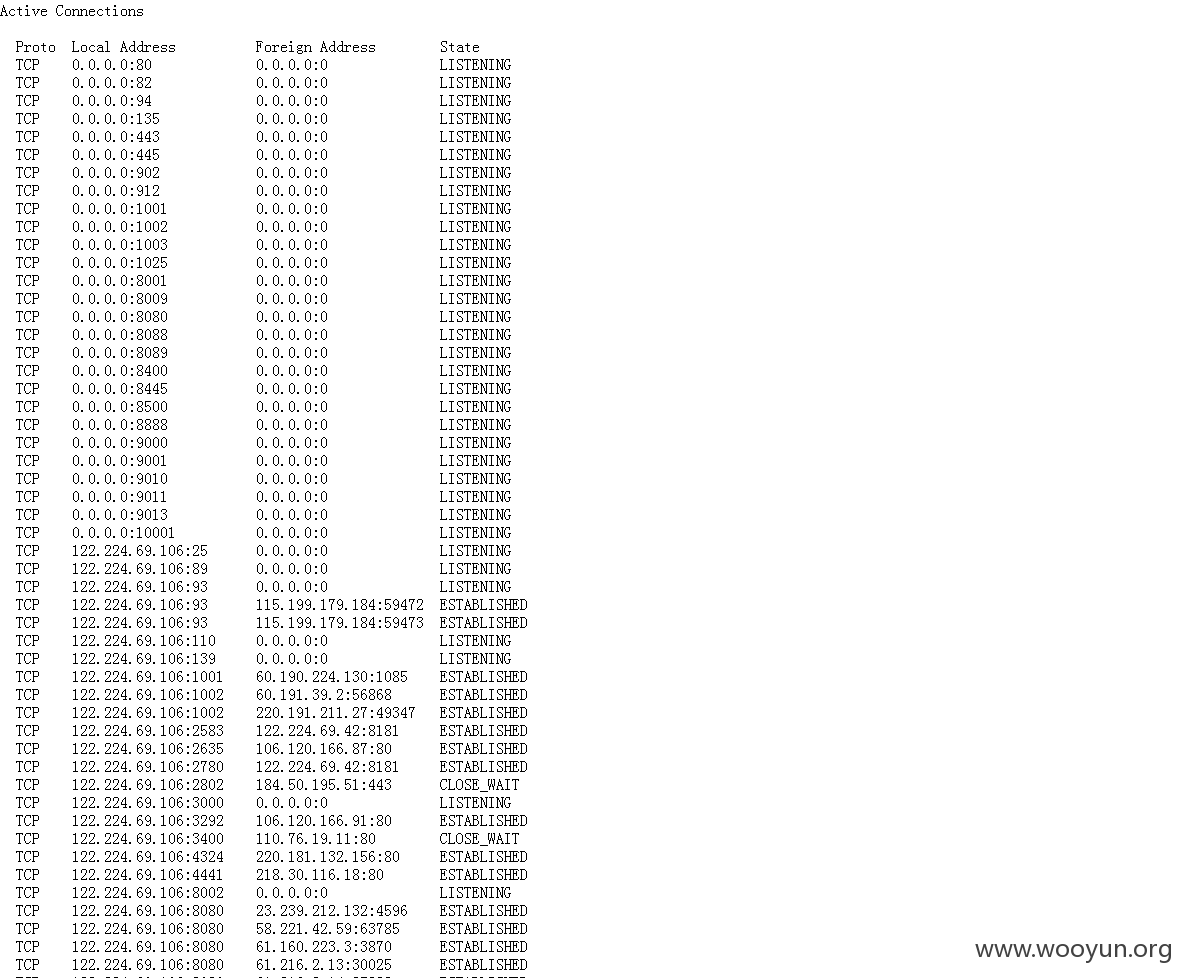 Active Connections
Proto Local Address Foreign Address State
TCP 0.0.0.0:80 0.0.0.0:0 LISTENING
TCP 0.0.0.0:82 0.0.0.0:0 LISTENING
TCP 0.0.0.0:94 0.0.0.0:0 LISTENING
TCP 0.0.0.0:135 0.0.0.0:0 LISTENING
TCP 0.0.0.0:443 0.0.0.0:0 LISTENING
TCP 0.0.0.0:445 0.0.0.0:0 LISTENING
TCP 0.0.0.0:902 0.0.0.0:0 LISTENING
TCP 0.0.0.0:912 0.0.0.0:0 LISTENING
TCP 0.0.0.0:1001 0.0.0.0:0 LISTENING
TCP 0.0.0.0:1002 0.0.0.0:0 LISTENING
TCP 0.0.0.0:1003 0.0.0.0:0 LISTENING
TCP 0.0.0.0:1025 0.0.0.0:0 LISTENING
TCP 0.0.0.0:8001 0.0.0.0:0 LISTENING
TCP 0.0.0.0:8009 0.0.0.0:0 LISTENING
TCP 0.0.0.0:8080 0.0.0.0:0 LISTENING
TCP 0.0.0.0:8088 0.0.0.0:0 LISTENING
TCP 0.0.0.0:8089 0.0.0.0:0 LISTENING
TCP 0.0.0.0:8400 0.0.0.0:0 LISTENING
TCP 0.0.0.0:8445 0.0.0.0:0 LISTENING
TCP 0.0.0.0:8500 0.0.0.0:0 LISTENING
TCP 0.0.0.0:8888 0.0.0.0:0 LISTENING
TCP 0.0.0.0:9000 0.0.0.0:0 LISTENING
TCP 0.0.0.0:9001 0.0.0.0:0 LISTENING
TCP 0.0.0.0:9010 0.0.0.0:0 LISTENING
TCP 0.0.0.0:9011 0.0.0.0:0 LISTENING
TCP 0.0.0.0:9013 0.0.0.0:0 LISTENING
TCP 0.0.0.0:10001 0.0.0.0:0 LISTENING
TCP 122.224.69.106:25 0.0.0.0:0 LISTENING
TCP 122.224.69.106:89 0.0.0.0:0 LISTENING
TCP 122.224.69.106:93 0.0.0.0:0 LISTENING
TCP 122.224.69.106:93 115.199.179.184:59472 ESTABLISHED
TCP 122.224.69.106:93 115.199.179.184:59473 ESTABLISHED
TCP 122.224.69.106:110 0.0.0.0:0 LISTENING
TCP 122.224.69.106:139 0.0.0.0:0 LISTENING
TCP 122.224.69.106:1001 60.190.224.130:1085 ESTABLISHED
TCP 122.224.69.106:1002 60.191.39.2:56868 ESTABLISHED
TCP 122.224.69.106:1002 220.191.211.27:49347 ESTABLISHED
TCP 122.224.69.106:2583 122.224.69.42:8181 ESTABLISHED
TCP 122.224.69.106:2635 106.120.166.87:80 ESTABLISHED
TCP 122.224.69.106:2780 122.224.69.42:8181 ESTABLISHED
TCP 122.224.69.106:2802 184.50.195.51:443 CLOSE_WAIT
TCP 122.224.69.106:3000 0.0.0.0:0 LISTENING
TCP 122.224.69.106:3292 106.120.166.91:80 ESTABLISHED
TCP 122.224.69.106:3400 110.76.19.11:80 CLOSE_WAIT
TCP 122.224.69.106:4324 220.181.132.156:80 ESTABLISHED
TCP 122.224.69.106:4441 218.30.116.18:80 ESTABLISHED
TCP 122.224.69.106:8002 0.0.0.0:0 LISTENING
TCP 122.224.69.106:8080 23.239.212.132:4596 ESTABLISHED
TCP 122.224.69.106:8080 58.221.42.59:63785 ESTABLISHED
TCP 122.224.69.106:8080 61.160.223.3:3870 ESTABLISHED
TCP 122.224.69.106:8080 61.216.2.13:30025 ESTABLISHED
www.wooyun.org